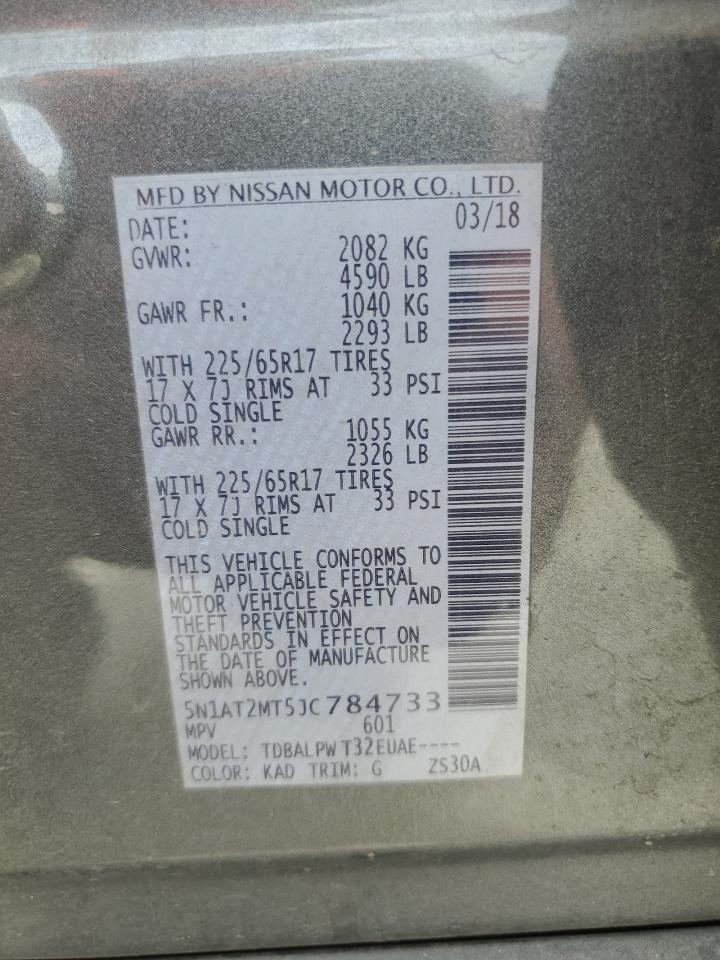 MFD BY NISSAN MOTOR CO., LTD.
DATE: 03/18
GVWR: 2082 KG
4590 LB
GAWR FR.: 1040 KG
2293 LB
WITH 225/65R17 TIRES
17 X 7J RIMS AT 33 PSI
COLD SINGLE
GAWR RR.: 1055 KG
2326 LB
WITH 225/65R17 TIRES
17 X 7J RIMS AT 33 PSI
COLD SINGLE
THIS VEHICLE CONFORMS TO
ALL APPLICABLE FEDERAL
MOTOR VEHICLE SAFETY AND
THEFT PREVENTION
STANDARDS IN EFFECT ON
THE DATE OF MANUFACTURE
SHOWN ABOVE.
5N1AT2MT5JC784733
MPV 601
MODEL: TDBALPW T32EUAE----
COLOR: KAD TRIM: G ZS30A